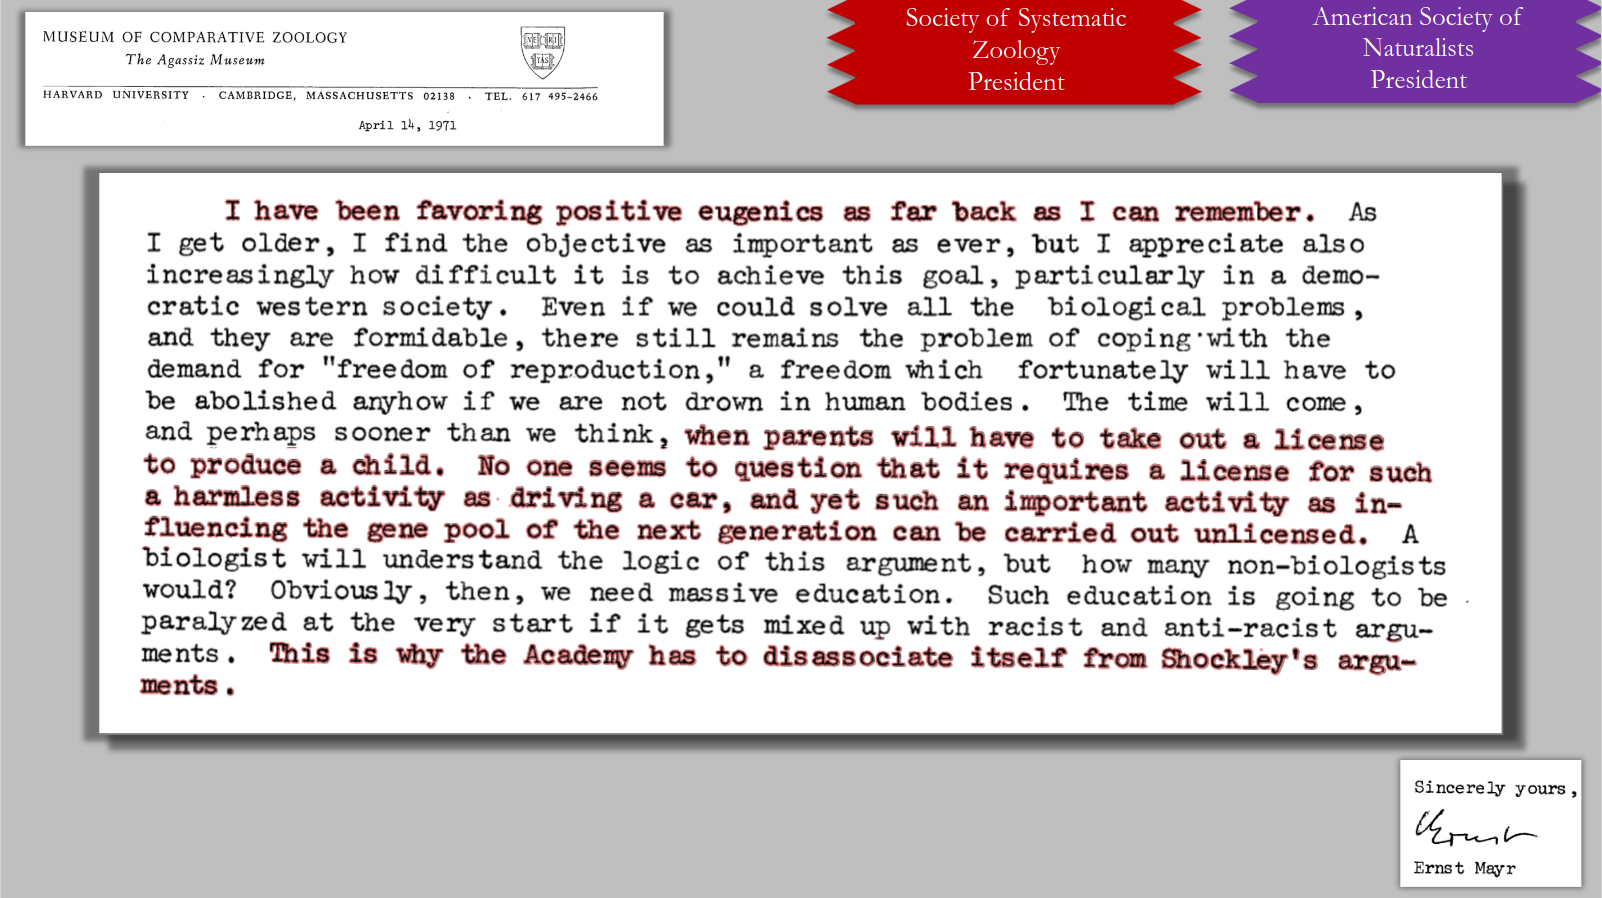 MUSEUM OF COMPARATIVE ZOOLOGY
The Agassiz Museum
VE RI
TAS
HARVARD UNIVERSITY · CAMBRIDGE, MASSACHUSETTS 02138 · TEL. 617 495-2466
April 14, 1971
Society of Systematic
Zoology
President
American Society of
Naturalists
President
I have been favoring positive eugenics as far back as I can remember. As
I get older, I find the objective as important as ever, but I appreciate also
increasingly how difficult it is to achieve this goal, particularly in a demo-
cratic western society. Even if we could solve all the biological problems,
and they are formidable, there still remains the problem of coping with the
demand for "freedom of reproduction," a freedom which fortunately will have to
be abolished anyhow if we are not drown in human bodies. The time will come,
and perhaps sooner than we think, when parents will have to take out a license
to produce a child. No one seems to question that it requires a license for such
a harmless activity as driving a car, and yet such an important activity as in-
fluencing the gene pool of the next generation can be carried out unlicensed. A
biologist will understand the logic of this argument, but how many non-biologists
would? Obviously, then, we need massive education. Such education is going to be
paralyzed at the very start if it gets mixed up with racist and anti-racist argu-
ments. This is why the Academy has to disassociate itself from Shockley's argu-
ments.
Sincerely yours,
Ernst
Ernst Mayr